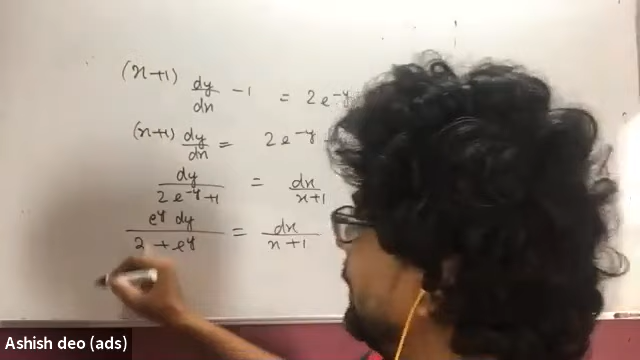 (x+1) dy/dx -1 = 2e^-y
(x+1) dy/dx = 2e^-y
dy/2e^-y+1 = dx/x+1
e^y dy/2+e^y = dx/x+1
Ashish deo (ads)